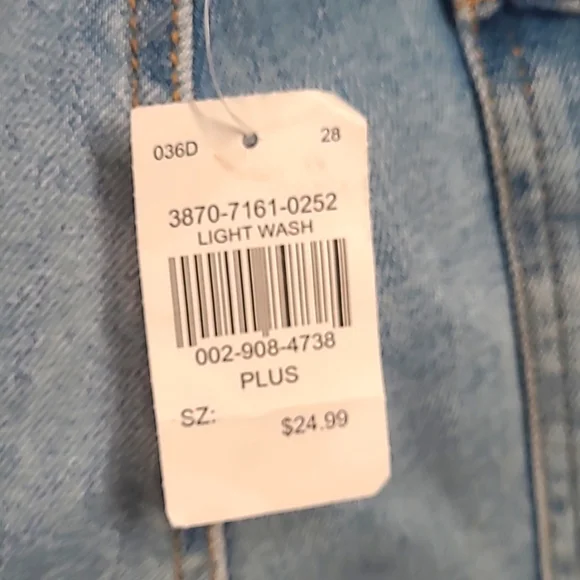 036D 28
3870-7161-0252
LIGHT WASH
002-908-4738
PLUS
SZ: $24.99